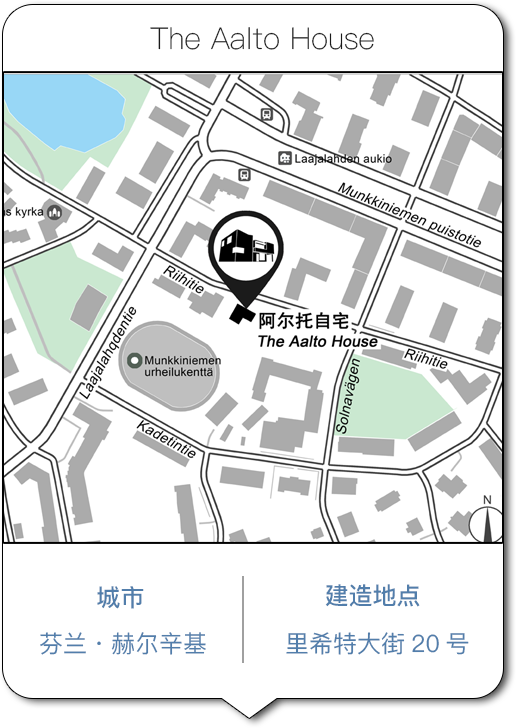 The Aalto House
Laajalahden aukio
Munkkiniemen puistotie
s kyrka
Riihitie
阿尔托自宅
The Aalto House
Riihitie
Laajalahdentie
Munkkiniemen
urheilukenttä
Solnavägen
Kadetintie
N
城市
建造地点
芬兰·赫尔辛基
里希特大街 20 号